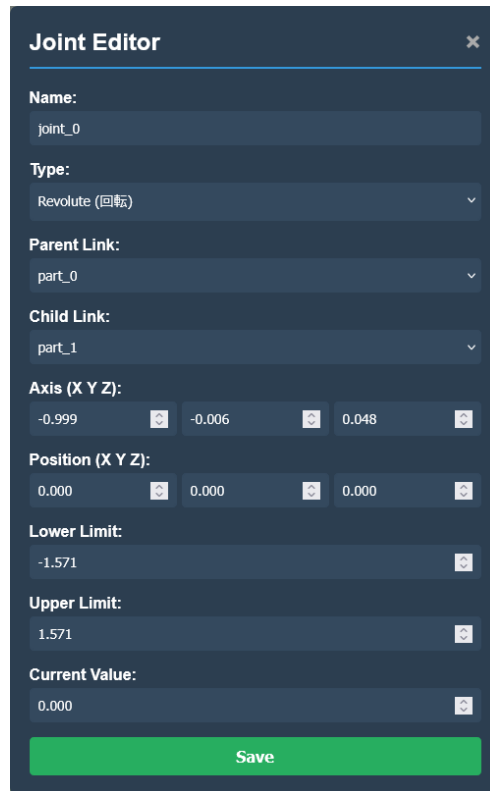 Joint Editor ×
Name:
joint_0
Type:
Revolute (回転)
Parent Link:
part_0
Child Link:
part_1
Axis (X Y Z):
-0.999 -0.006 0.048
Position (X Y Z):
0.000 0.000 0.000
Lower Limit:
-1.571
Upper Limit:
1.571
Current Value:
0.000
Save